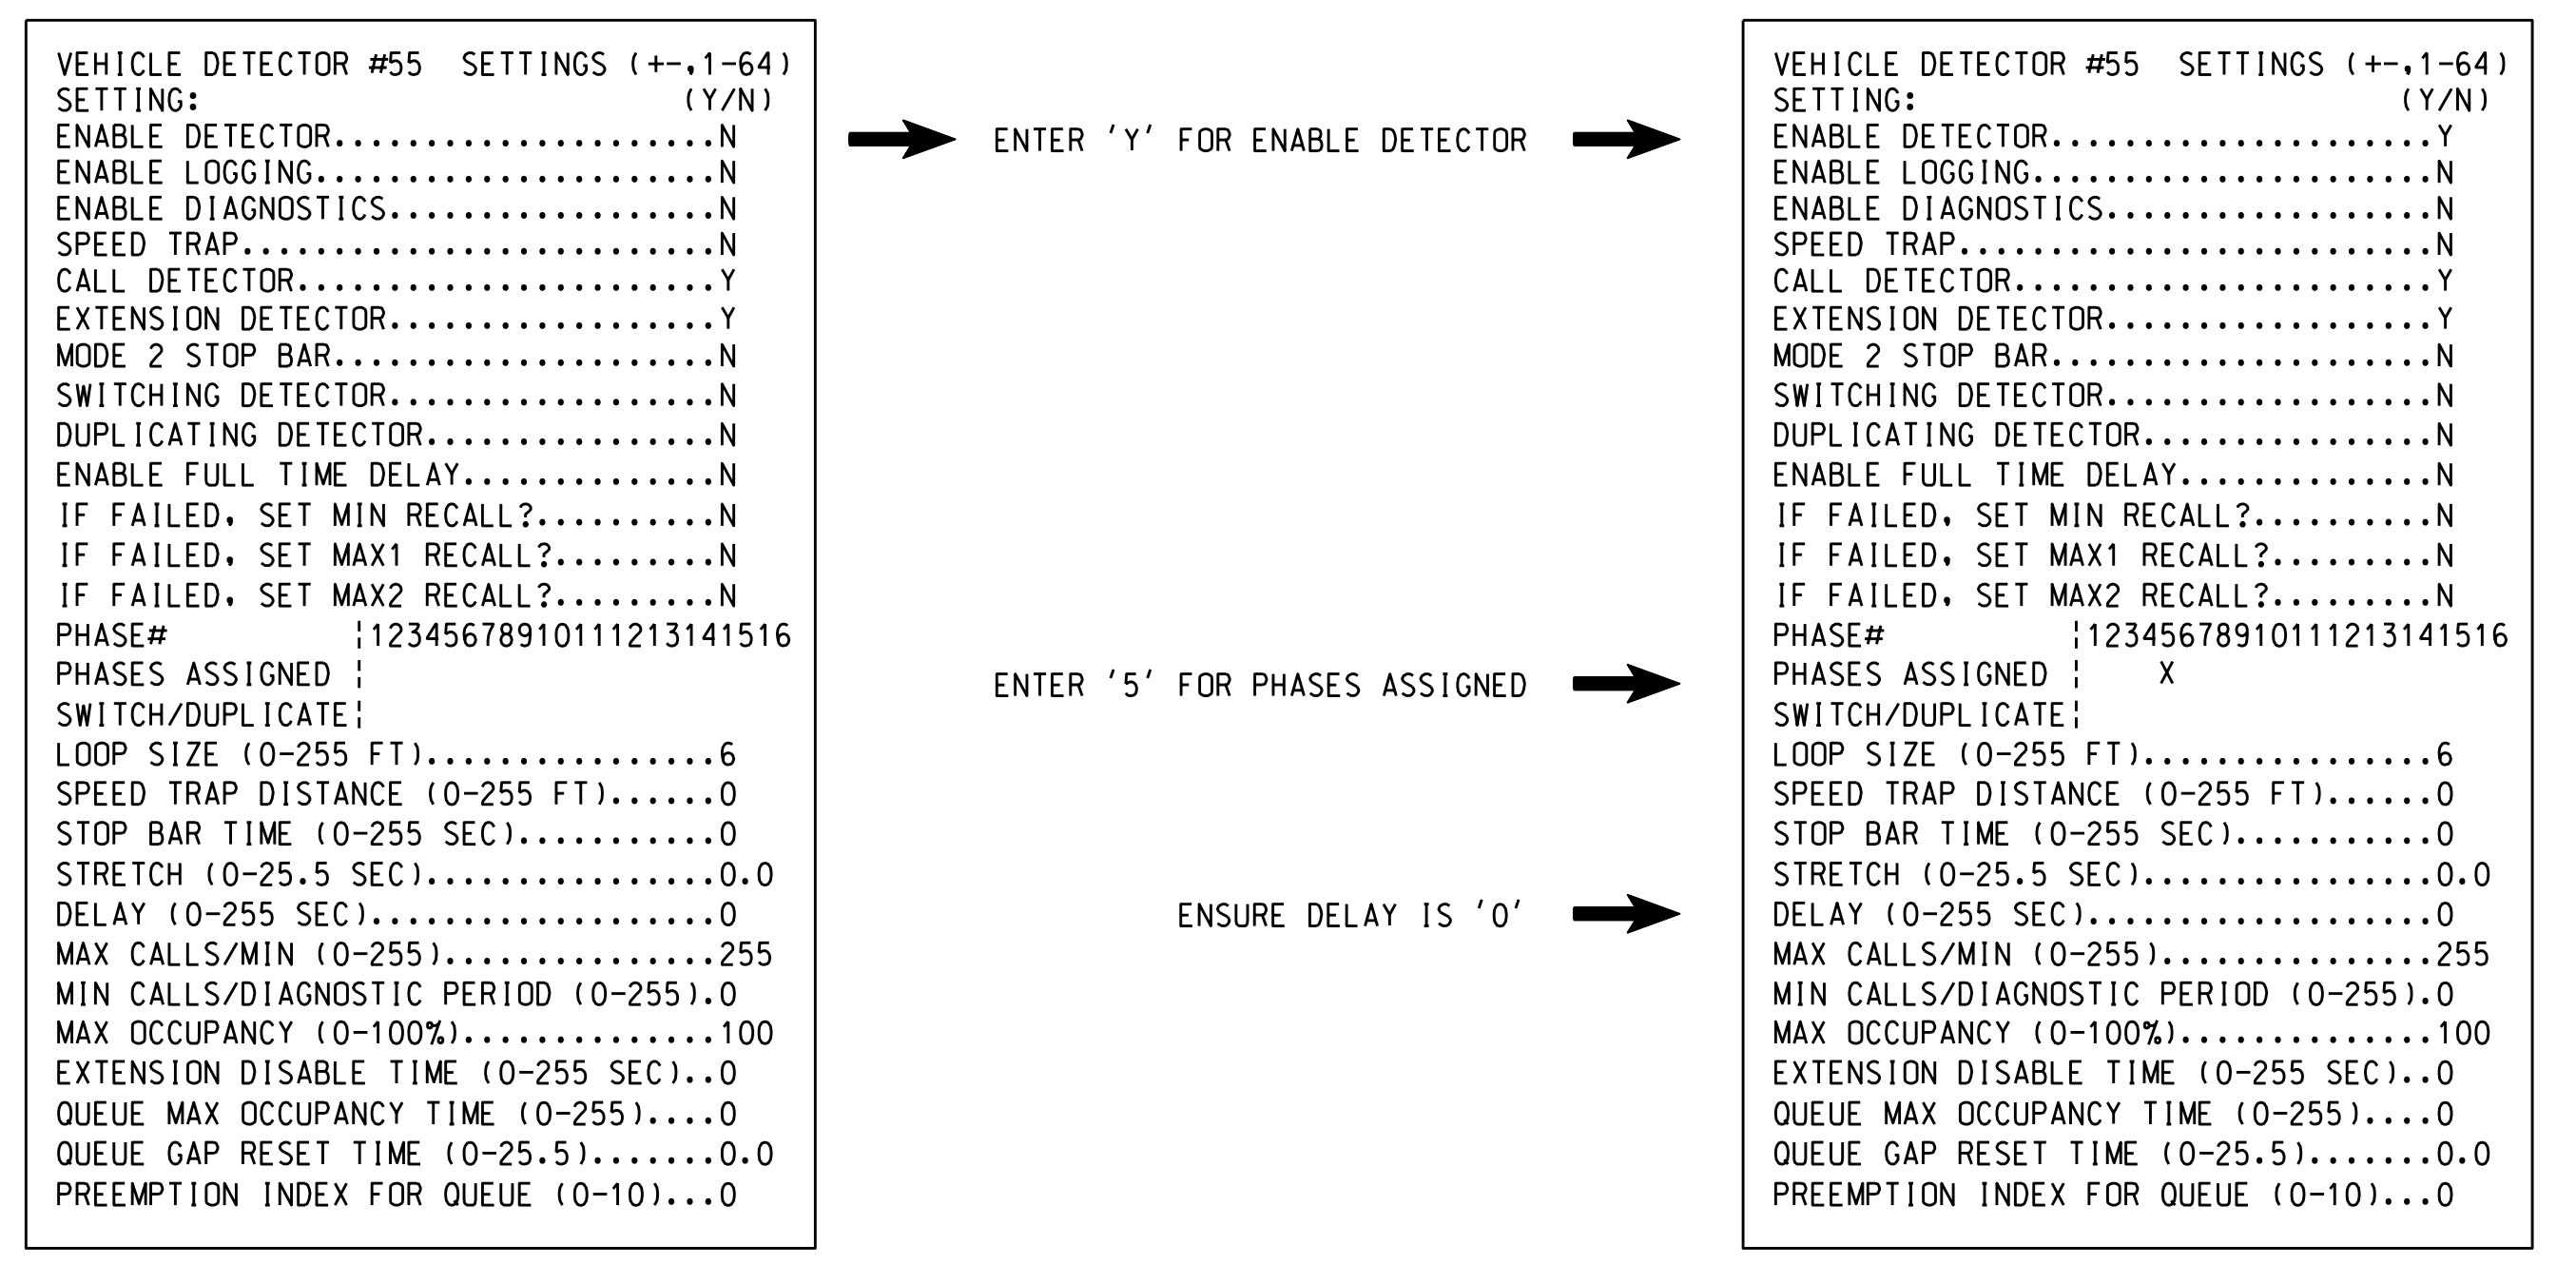 VEHICLE DETECTOR #55  SETTINGS (+-,1-64)
SETTING:                          (Y/N)
ENABLE DETECTOR.....................N
ENABLE LOGGING......................N
ENABLE DIAGNOSTICS..................N
SPEED TRAP..........................N
CALL DETECTOR.......................Y
EXTENSION DETECTOR..................Y
MODE 2 STOP BAR.....................N
SWITCHING DETECTOR..................N
DUPLICATING DETECTOR................N
ENABLE FULL TIME DELAY..............N
IF FAILED, SET MIN RECALL?..........N
IF FAILED, SET MAX1 RECALL?.........N
IF FAILED, SET MAX2 RECALL?.........N
PHASE#          |12345678910111213141516
PHASES ASSIGNED |
SWITCH/DUPLICATE|
LOOP SIZE (0-255 FT)................6
SPEED TRAP DISTANCE (0-255 FT)......0
STOP BAR TIME (0-255 SEC)...........0
STRETCH (0-25.5 SEC)................0.0
DELAY (0-255 SEC)...................0
MAX CALLS/MIN (0-255)...............255
MIN CALLS/DIAGNOSTIC PERIOD (0-255).0
MAX OCCUPANCY (0-100%)..............100
EXTENSION DISABLE TIME (0-255 SEC)..0
QUEUE MAX OCCUPANCY TIME (0-255)....0
QUEUE GAP RESET TIME (0-25.5).......0.0
PREEMPTION INDEX FOR QUEUE (0-10)...0
ENTER 'Y' FOR ENABLE DETECTOR
ENTER '5' FOR PHASES ASSIGNED
ENSURE DELAY IS '0'
VEHICLE DETECTOR #55  SETTINGS (+-,1-64)
SETTING:                          (Y/N)
ENABLE DETECTOR.....................Y
ENABLE LOGGING......................N
ENABLE DIAGNOSTICS..................N
SPEED TRAP..........................N
CALL DETECTOR.......................Y
EXTENSION DETECTOR..................Y
MODE 2 STOP BAR.....................N
SWITCHING DETECTOR..................N
DUPLICATING DETECTOR................N
ENABLE FULL TIME DELAY..............N
IF FAILED, SET MIN RECALL?..........N
IF FAILED, SET MAX1 RECALL?.........N
IF FAILED, SET MAX2 RECALL?.........N
PHASE#          |12345678910111213141516
PHASES ASSIGNED |    X
SWITCH/DUPLICATE|
LOOP SIZE (0-255 FT)................6
SPEED TRAP DISTANCE (0-255 FT)......0
STOP BAR TIME (0-255 SEC)...........0
STRETCH (0-25.5 SEC)................0.0
DELAY (0-255 SEC)...................0
MAX CALLS/MIN (0-255)...............255
MIN CALLS/DIAGNOSTIC PERIOD (0-255).0
MAX OCCUPANCY (0-100%)..............100
EXTENSION DISABLE TIME (0-255 SEC)..0
QUEUE MAX OCCUPANCY TIME (0-255)....0
QUEUE GAP RESET TIME (0-25.5).......0.0
PREEMPTION INDEX FOR QUEUE (0-10)...0